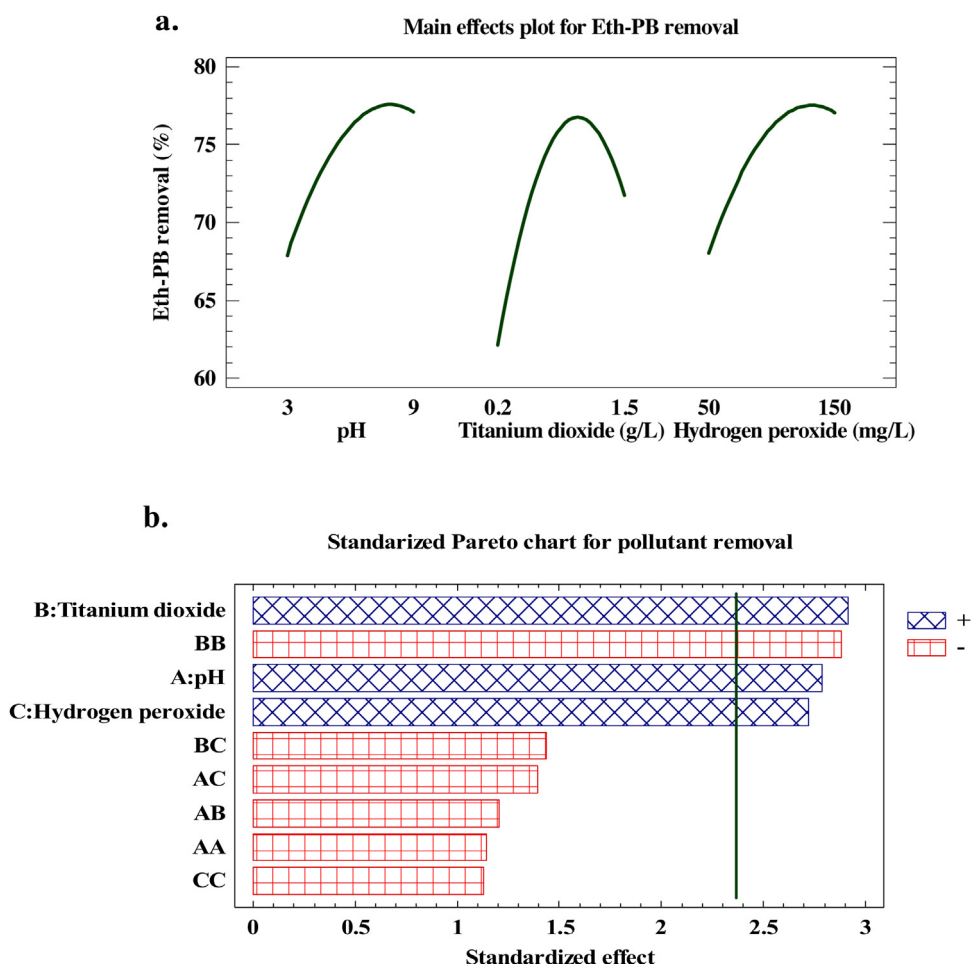 a.
Main effects plot for Eth-PB removal
Eth-PB removal (%)
80
75
70
65
60
3 9 0.2 1.5 50 150
pH Titanium dioxide (g/L) Hydrogen peroxide (mg/L)
b.
Standarized Pareto chart for pollutant removal
B:Titanium dioxide
BB
A:pH
C:Hydrogen peroxide
BC
AC
AB
AA
CC
+
-
0 0.5 1 1.5 2 2.5 3
Standardized effect